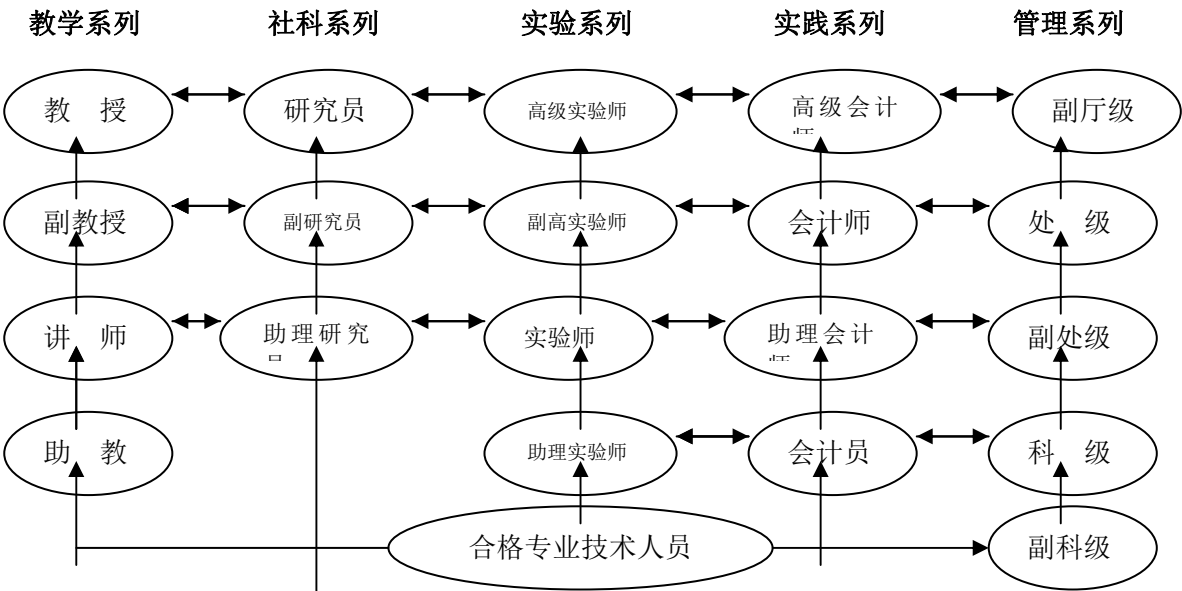 教学系列 社科系列 实验系列 实践系列 管理系列
教 授 研究员 高级实验师 高级会计 副厅级
副教授 副研究员 副高实验师 会计师 处 级
讲 师 助理研究 实验师 助理会计 副处级
助 教 助理实验师 会计员 科 级
合格专业技术人员 副科级